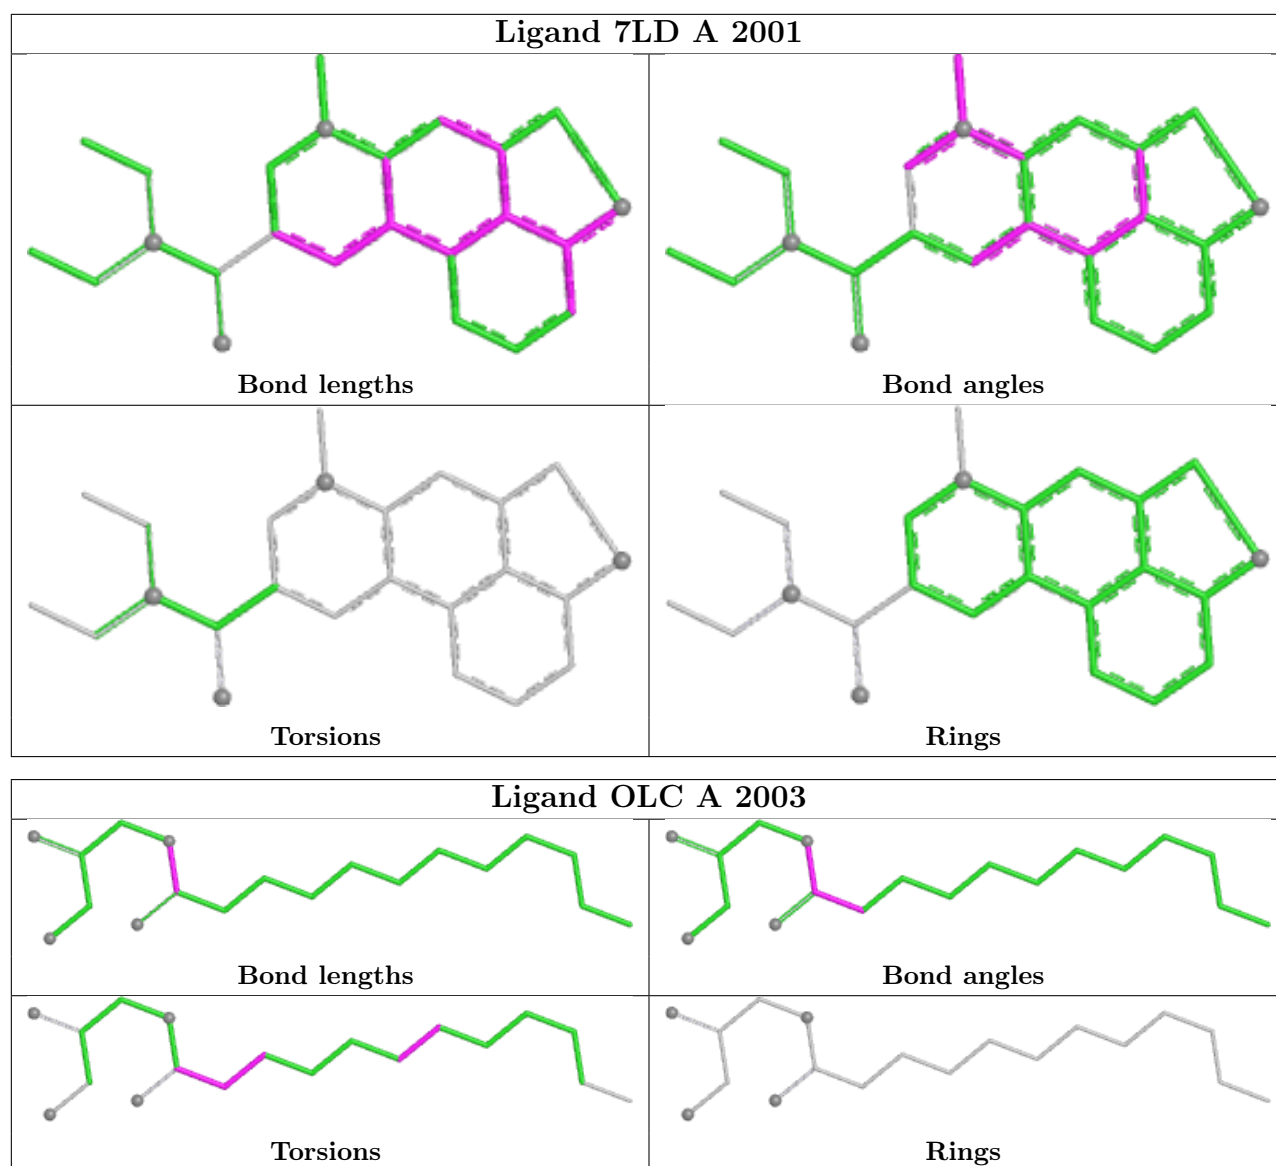 Ligand 7LD A 2001
Bond lengths
Bond angles
Torsions
Rings
Ligand OLC A 2003
Bond lengths
Bond angles
Torsions
Rings